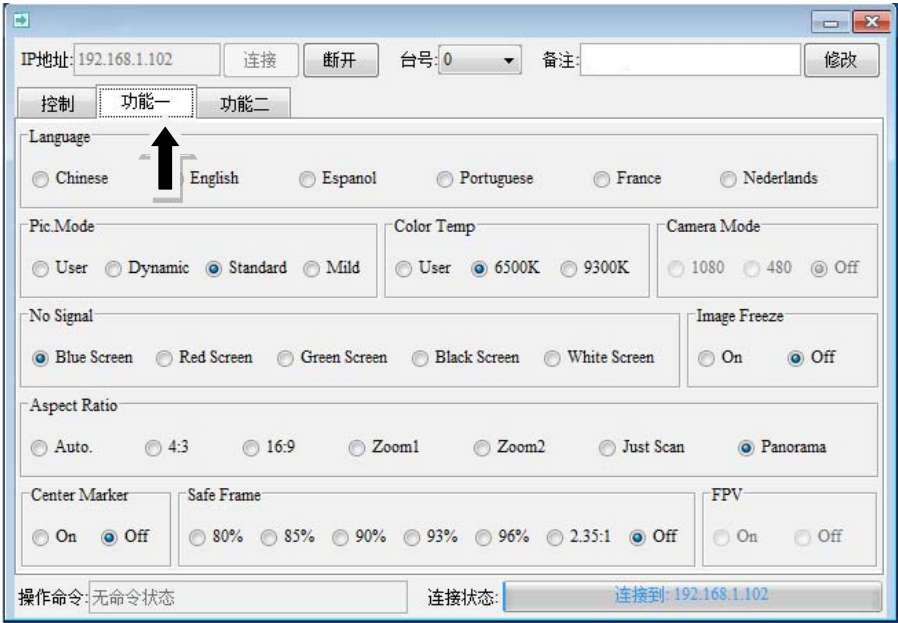 IP地址: 192.168.1.102 连接 断开 台号: 0 备注: 修改
控制 功能一 功能二
Language
Chinese English Espanol Portuguese France Nederlands
Pic.Mode Color Temp Camera Mode
User Dynamic Standard Mild User 6500K 9300K 1080 480 Off
No Signal Image Freeze
Blue Screen Red Screen Green Screen Black Screen White Screen On Off
Aspect Ratio
Auto. 4:3 16:9 Zoom1 Zoom2 Just Scan Panorama
Center Marker Safe Frame FPV
On Off 80% 85% 90% 93% 96% 2.35:1 Off On Off
操作命令: 无命令状态 连接状态: 连接到: 192.168.1.102